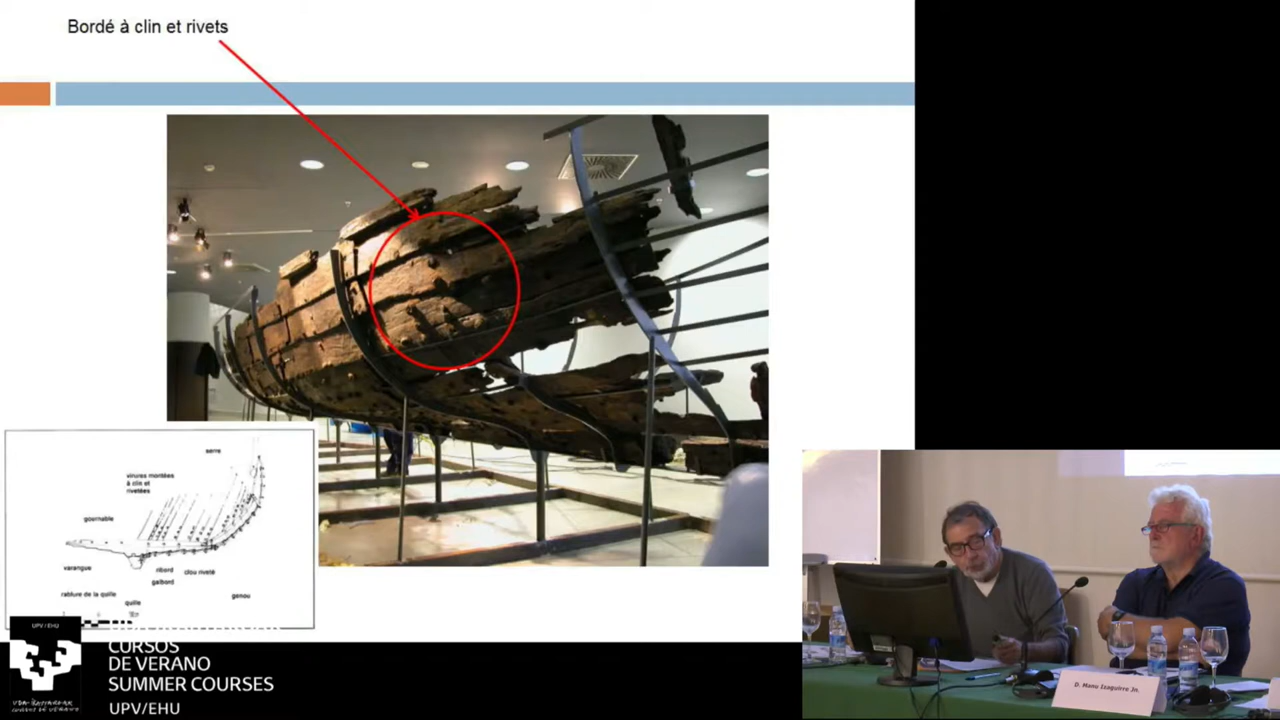 Bordé à clin et rivets
serre
virures montées
à clin et
rivetées
gournable
varangue
ribord
clou riveté
galbord
rablure de la quille
genou
quille
UPV / EHU
CURSOS
DE VERANO
SUMMER COURSES
UPV/EHU
D. Manu Izaguirre Jn.